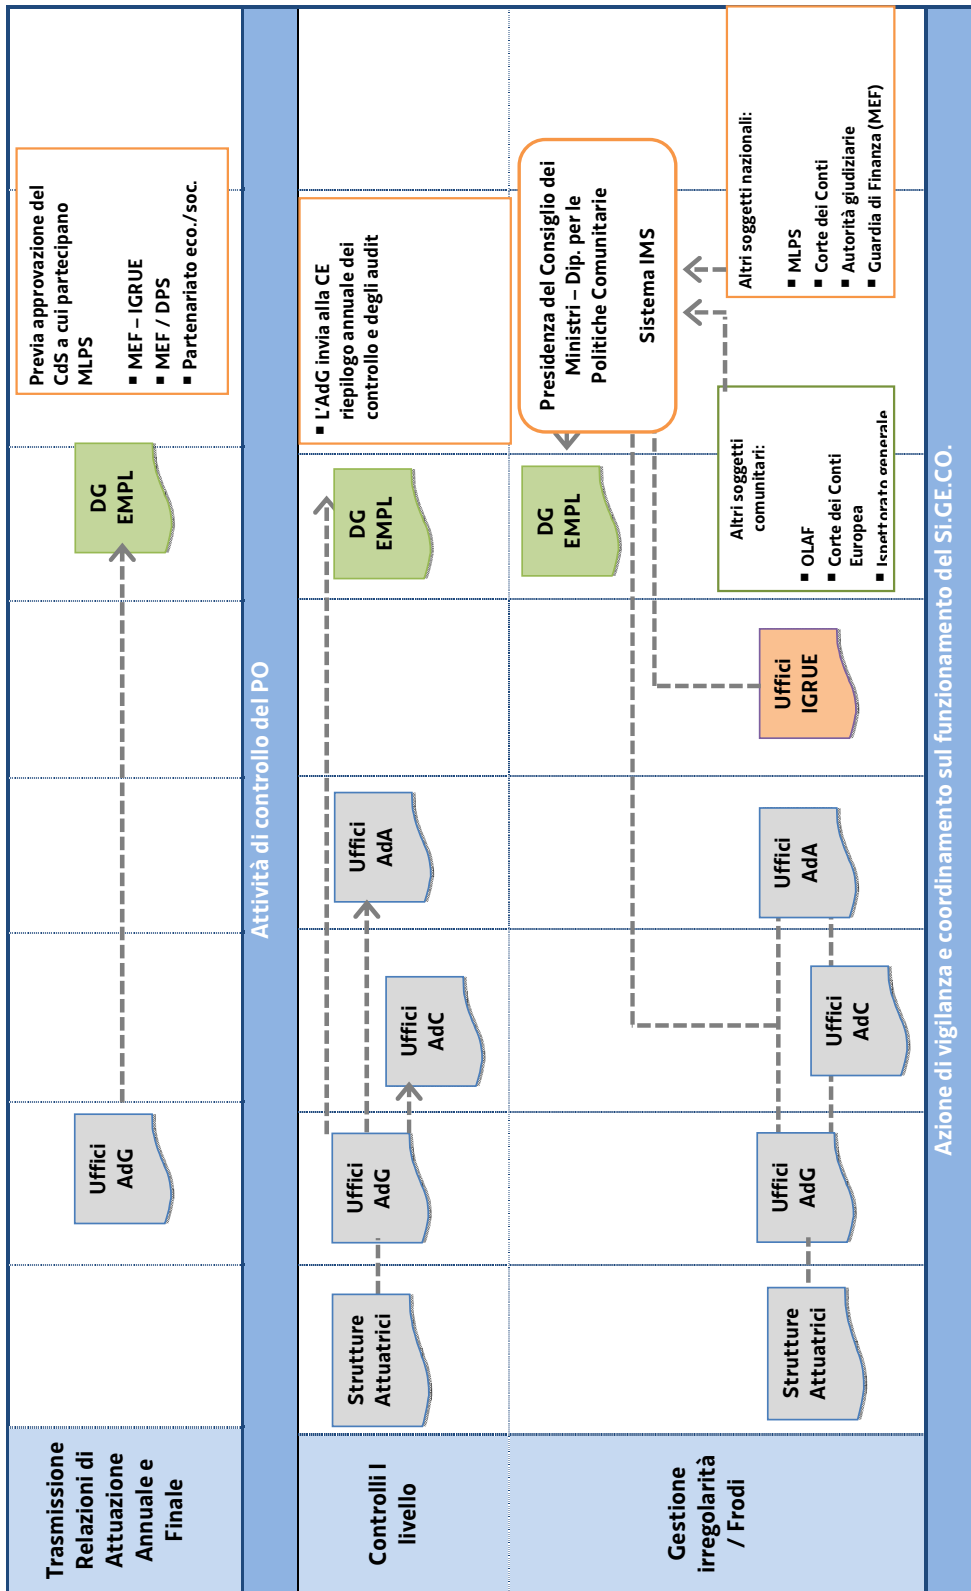 Trasmissione
Relazioni di
Attuazione
Annuale e
Finale
Uffici
AdG
DG
EMPL
Previa approvazione del
CdS a cui partecipano
MLPS
▪ MEF – IGRUE
▪ MEF / DPS
▪ Partenariato eco./soc.
Attività di controllo del PO
Controlli I
livello
Strutture
Attuatrici
Uffici
AdG
Uffici
AdC
Uffici
AdA
DG
EMPL
▪ L'AdG invia alla CE
riepilogo annuale dei
controllo e degli audit
Gestione
irregolarità
/ Frodi
Strutture
Attuatrici
Uffici
AdG
Uffici
AdC
Uffici
AdA
Uffici
IGRUE
DG
EMPL
Presidenza del Consiglio dei
Ministri – Dip. per le
Politiche Comunitarie
Sistema IMS
Altri soggetti
comunitari:
▪ OLAF
▪ Corte dei Conti
Europea
▪ Ispettorato generale
Altri soggetti nazionali:
▪ MLPS
▪ Corte dei Conti
▪ Autorità giudiziarie
▪ Guardia di Finanza (MEF)
Azione di vigilanza e coordinamento sul funzionamento del Si.GE.CO.